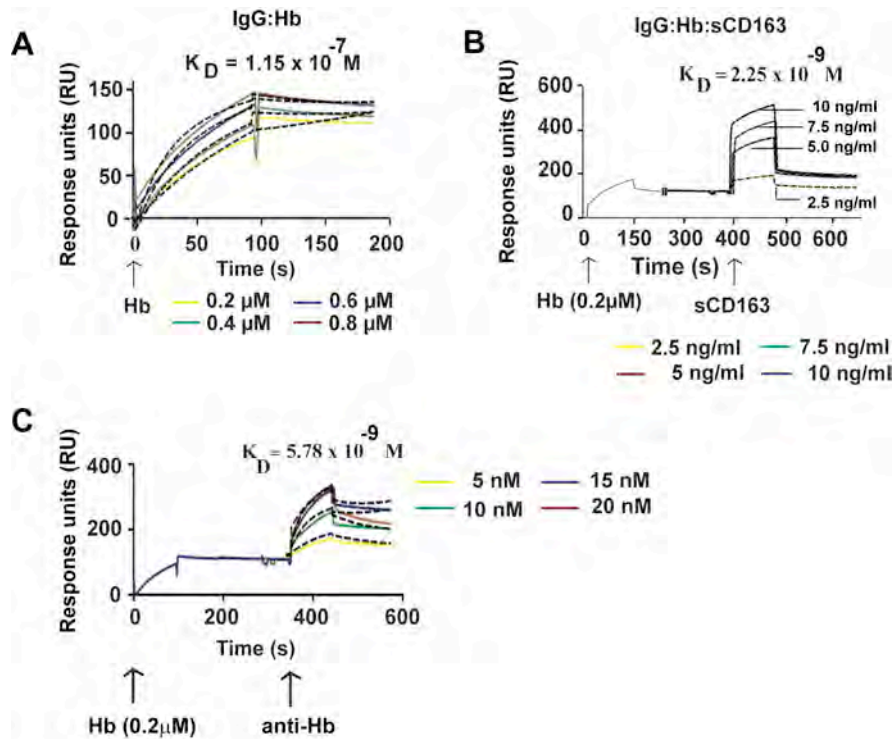 A
IgG:Hb
K D = 1.15 x 10 -7 M
Response units (RU)
150
100
50
0
0 50 100 150 200
Time (s)
Hb
0.2 µM 0.6 µM
0.4 µM 0.8 µM
B
IgG:Hb:sCD163
K D = 2.25 x 10 -9 M
Response units (RU)
600
400
200
0
10 ng/ml
7.5 ng/ml
5.0 ng/ml
2.5 ng/ml
0 150 300 400 450 600
Time (s)
Hb (0.2µM) sCD163
2.5 ng/ml 7.5 ng/ml
5 ng/ml 10 ng/ml
C
K D = 5.78 x 10 -9 M
Response units (RU)
400
200
0
0 200 400 600
Time (s)
Hb (0.2µM) anti-Hb
5 nM 15 nM
10 nM 20 nM